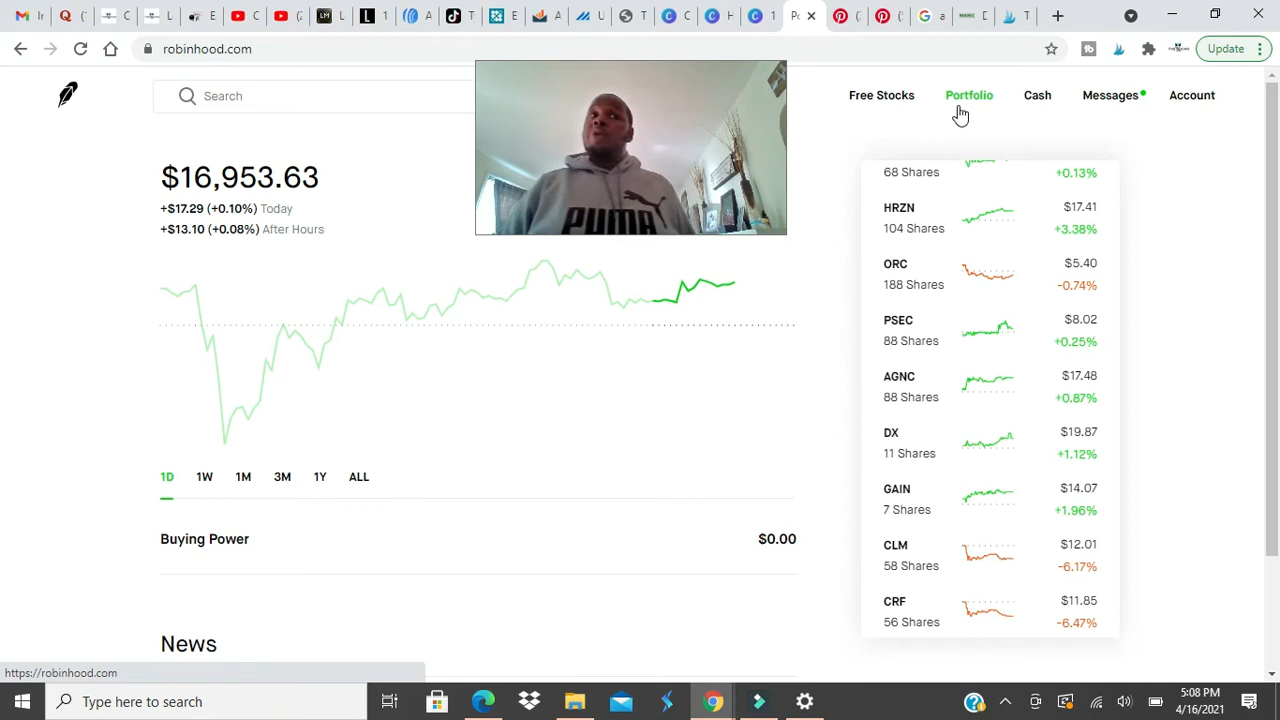 Update
robinhood.com
Search
Free Stocks
Portfolio
Cash
Messages
Account
$16,953.63
+$17.29 (+0.10%) Today
+$13.10 (+0.08%) After Hours
PUMA
1D
1W
1M
3M
1Y
ALL
Buying Power
$0.00
News
68 Shares
+0.13%
HRZN
$17.41
104 Shares
+3.38%
ORC
$5.40
188 Shares
-0.74%
PSEC
$8.02
88 Shares
+0.25%
AGNC
$17.48
88 Shares
+0.87%
DX
$19.87
11 Shares
+1.12%
GAIN
$14.07
7 Shares
+1.96%
CLM
$12.01
58 Shares
-6.17%
CRF
$11.85
56 Shares
-6.47%
https://robinhood.com
Type here to search
5:08 PM
4/16/2021